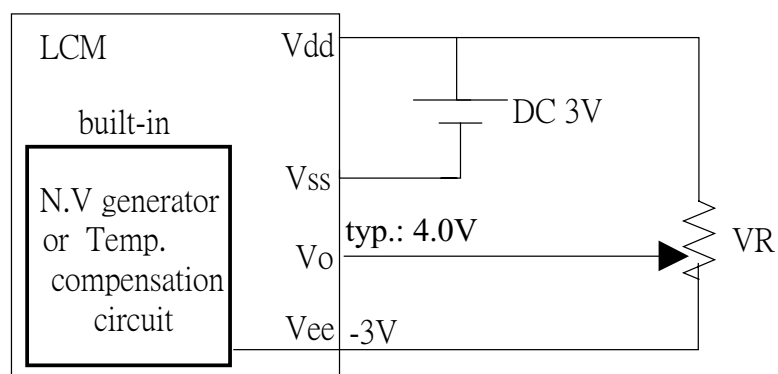 LCM
Vdd
built-in
DC 3V
Vss
N.V generator
or Temp.
compensation
circuit
typ.: 4.0V
Vo
VR
Vee
-3V